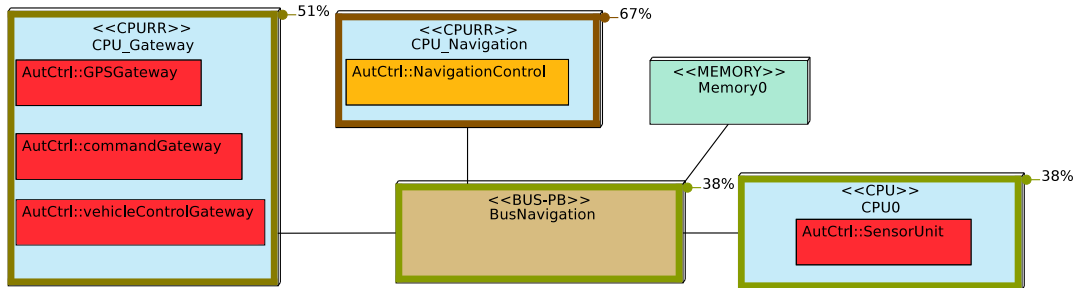 51%
<<CPURR>>
CPU_Gateway
AutCtrl::GPSGateway
AutCtrl::commandGateway
AutCtrl::vehicleControlGateway
67%
<<CPURR>>
CPU_Navigation
AutCtrl::NavigationControl
<<MEMORY>>
Memory0
38%
<<BUS-PB>>
BusNavigation
38%
<<CPU>>
CPU0
AutCtrl::SensorUnit